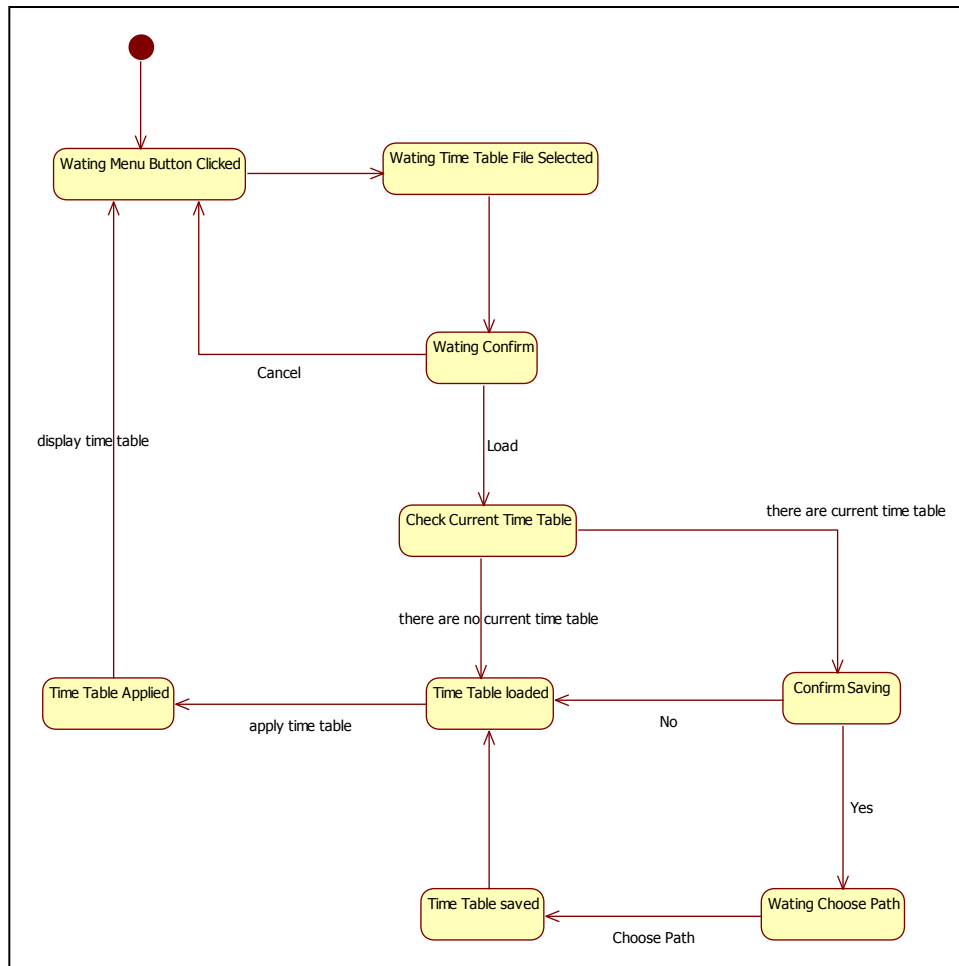 Wating Menu Button Clicked
Wating Time Table File Selected
Wating Confirm
Cancel
display time table
Load
Check Current Time Table
there are current time table
there are no current time table
Time Table Applied
Time Table loaded
Confirm Saving
apply time table
No
Yes
Time Table saved
Wating Choose Path
Choose Path